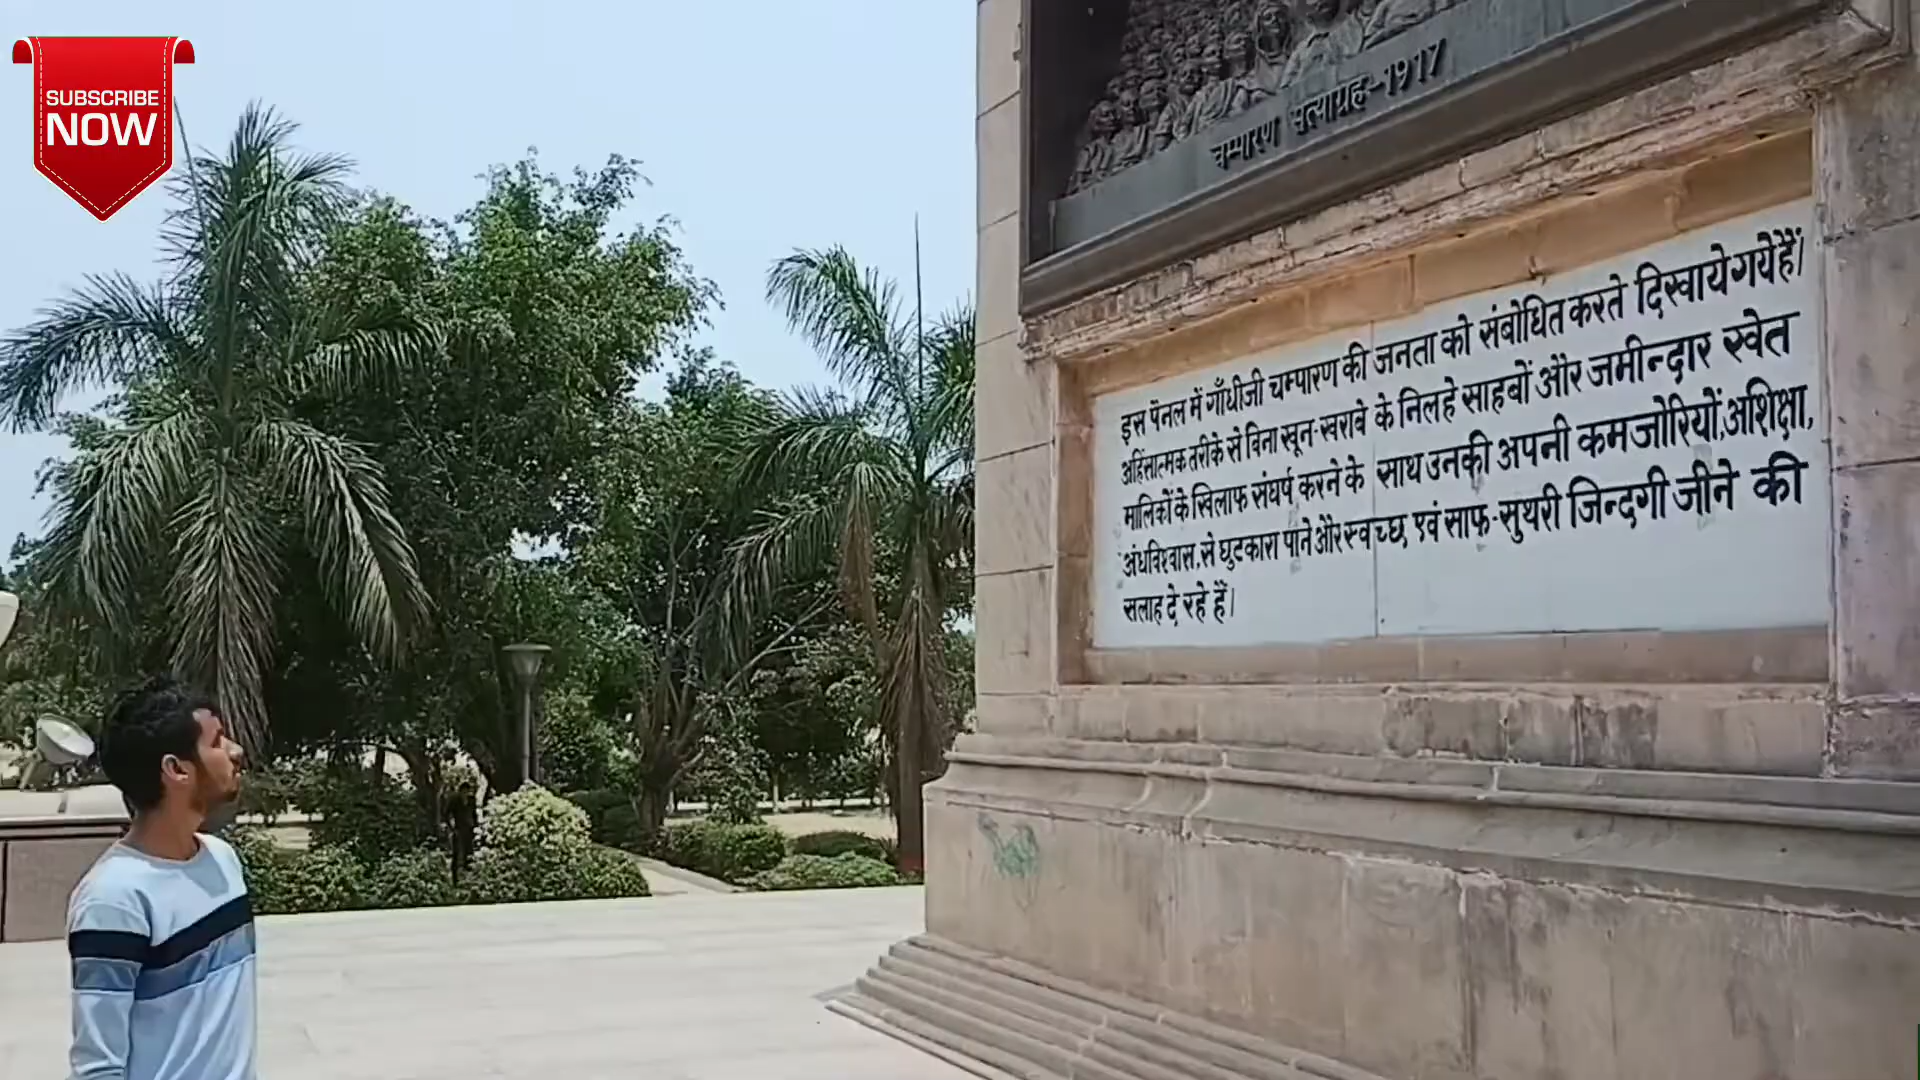 SUBSCRIBE
NOW
चम्पारण सत्याग्रह-1917
इस पेनल में गाँधीजी चम्पारण की जनता को संबोधित करते दिखाये गये हैं।
अहिंसात्मक तरीके से बिना खून-खराबे के निलहे साहबों और जमीन्दार स्वेत
मालिकों के खिलाफ संघर्ष करने के साथ उनकी अपनी कमजोरियों, अशिक्षा,
अंधविश्वास, से घुटकारा पाने और स्वच्छ एवं साफ-सुथरी जिन्दगी जीने की
सलाह दे रहे हैं।